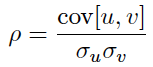 ρ = cov[u, v] / σ_u σ_v